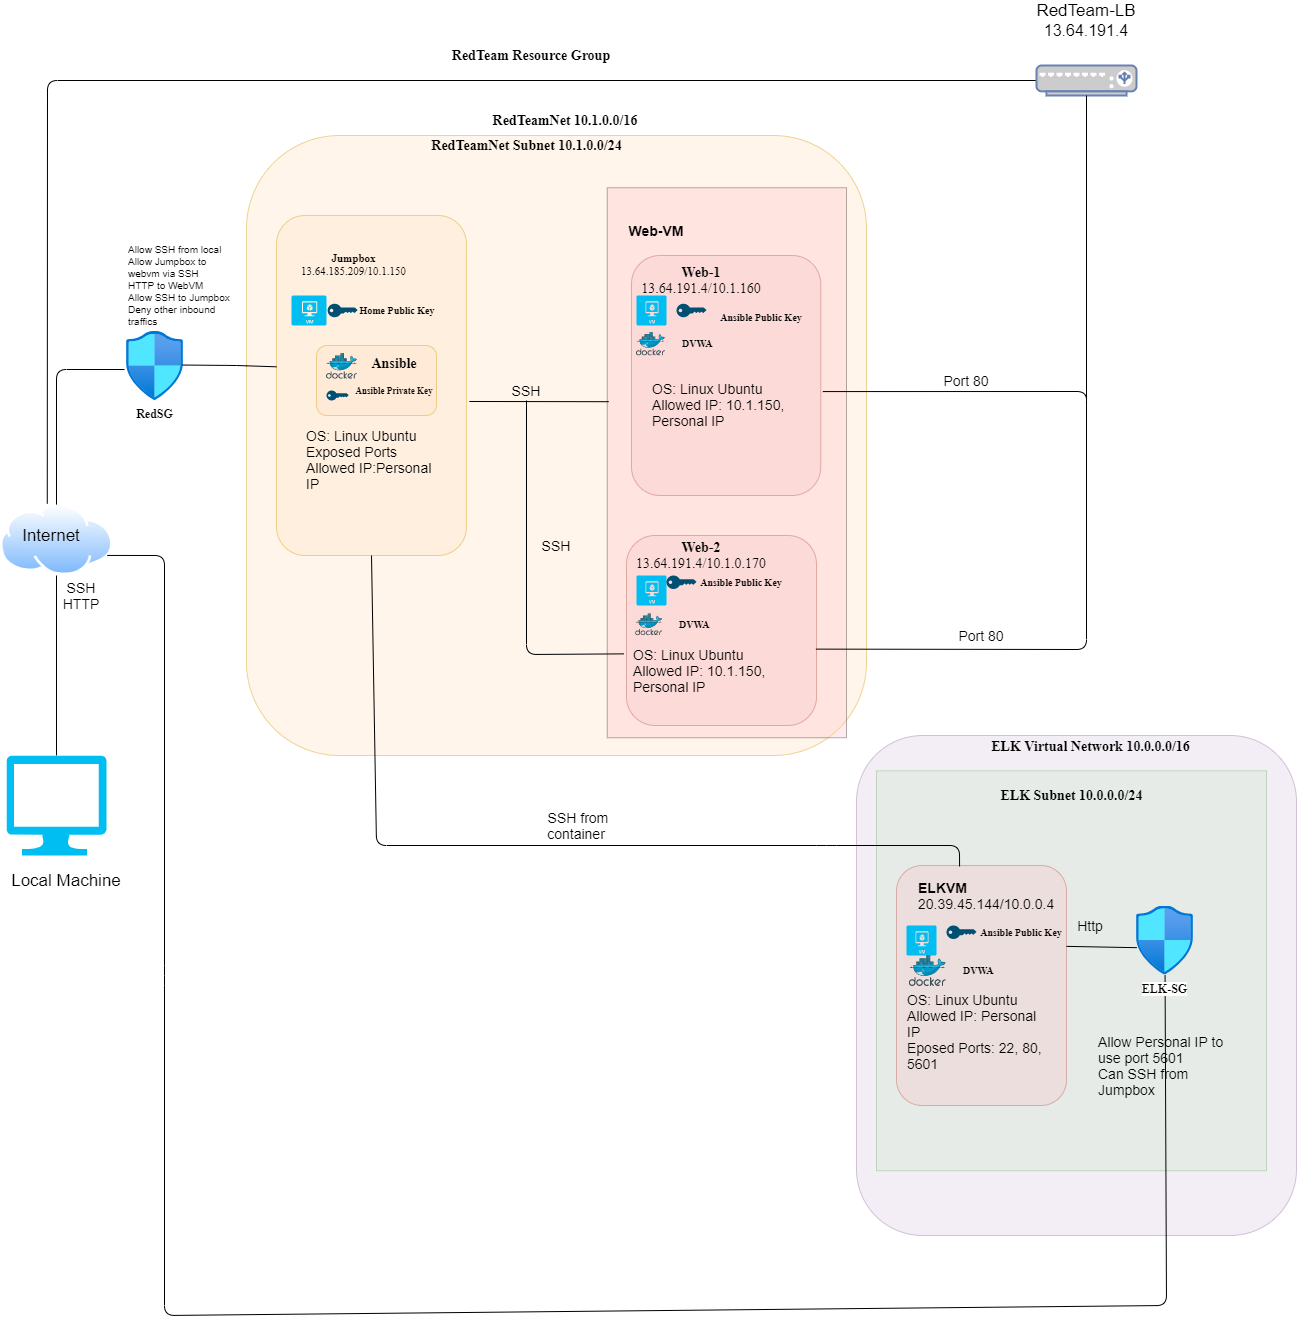 RedTeam-LB
13.64.191.4
RedTeam Resource Group
RedTeamNet 10.1.0.0/16
RedTeamNet Subnet 10.1.0.0/24
Allow SSH from local
Allow Jumpbox to
webvm via SSH
HTTP to WebVM
Allow SSH to Jumpbox
Deny other inbound
traffics
RedSG
Jumpbox
13.64.185.209/10.1.150
VM
Home Public Key
docker
Ansible
Ansible Private Key
OS: Linux Ubuntu
Exposed Ports
Allowed IP:Personal
IP
SSH
SSH
Web-VM
Web-1
13.64.191.4/10.1.160
VM
Ansible Public Key
docker
DVWA
OS: Linux Ubuntu
Allowed IP: 10.1.150,
Personal IP
Port 80
Web-2
13.64.191.4/10.1.0.170
VM
Ansible Public Key
docker
DVWA
OS: Linux Ubuntu
Allowed IP: 10.1.150,
Personal IP
Port 80
Internet
SSH
HTTP
Local Machine
SSH from
container
ELK Virtual Network 10.0.0.0/16
ELK Subnet 10.0.0.0/24
ELKVM
20.39.45.144/10.0.0.4
VM
Ansible Public Key
docker
DVWA
OS: Linux Ubuntu
Allowed IP: Personal
IP
Eposed Ports: 22, 80,
5601
Http
ELK-SG
Allow Personal IP to
use port 5601
Can SSH from
Jumpbox